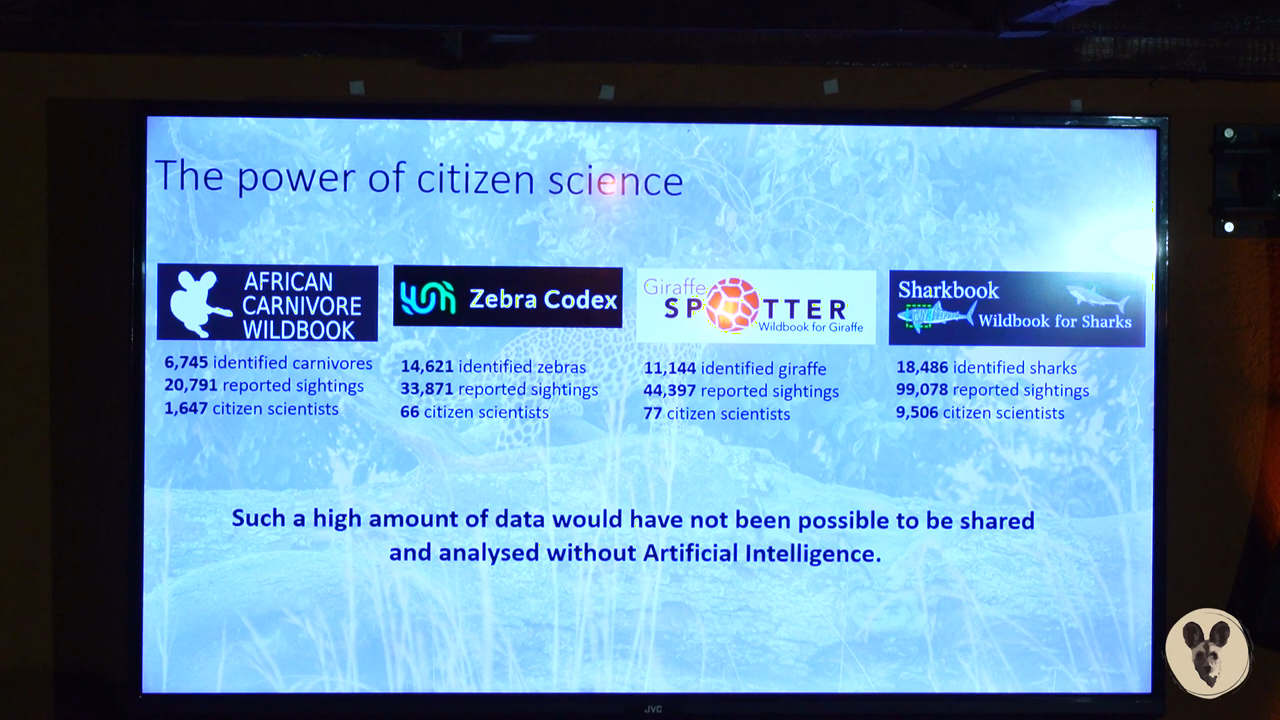 The power of citizen science
AFRICAN
CARNIVORE
WILDBOOK
6,745 identified carnivores
20,791 reported sightings
1,647 citizen scientists
Zebra Codex
14,621 identified zebras
33,871 reported sightings
66 citizen scientists
Giraffe
SPOTTER
Wildbook for Giraffe
11,144 identified giraffe
44,397 reported sightings
77 citizen scientists
Sharkbook
Wildbook for Sharks
18,486 identified sharks
99,078 reported sightings
9,506 citizen scientists
Such a high amount of data would have not been possible to be shared
and analysed without Artificial Intelligence.
JVC